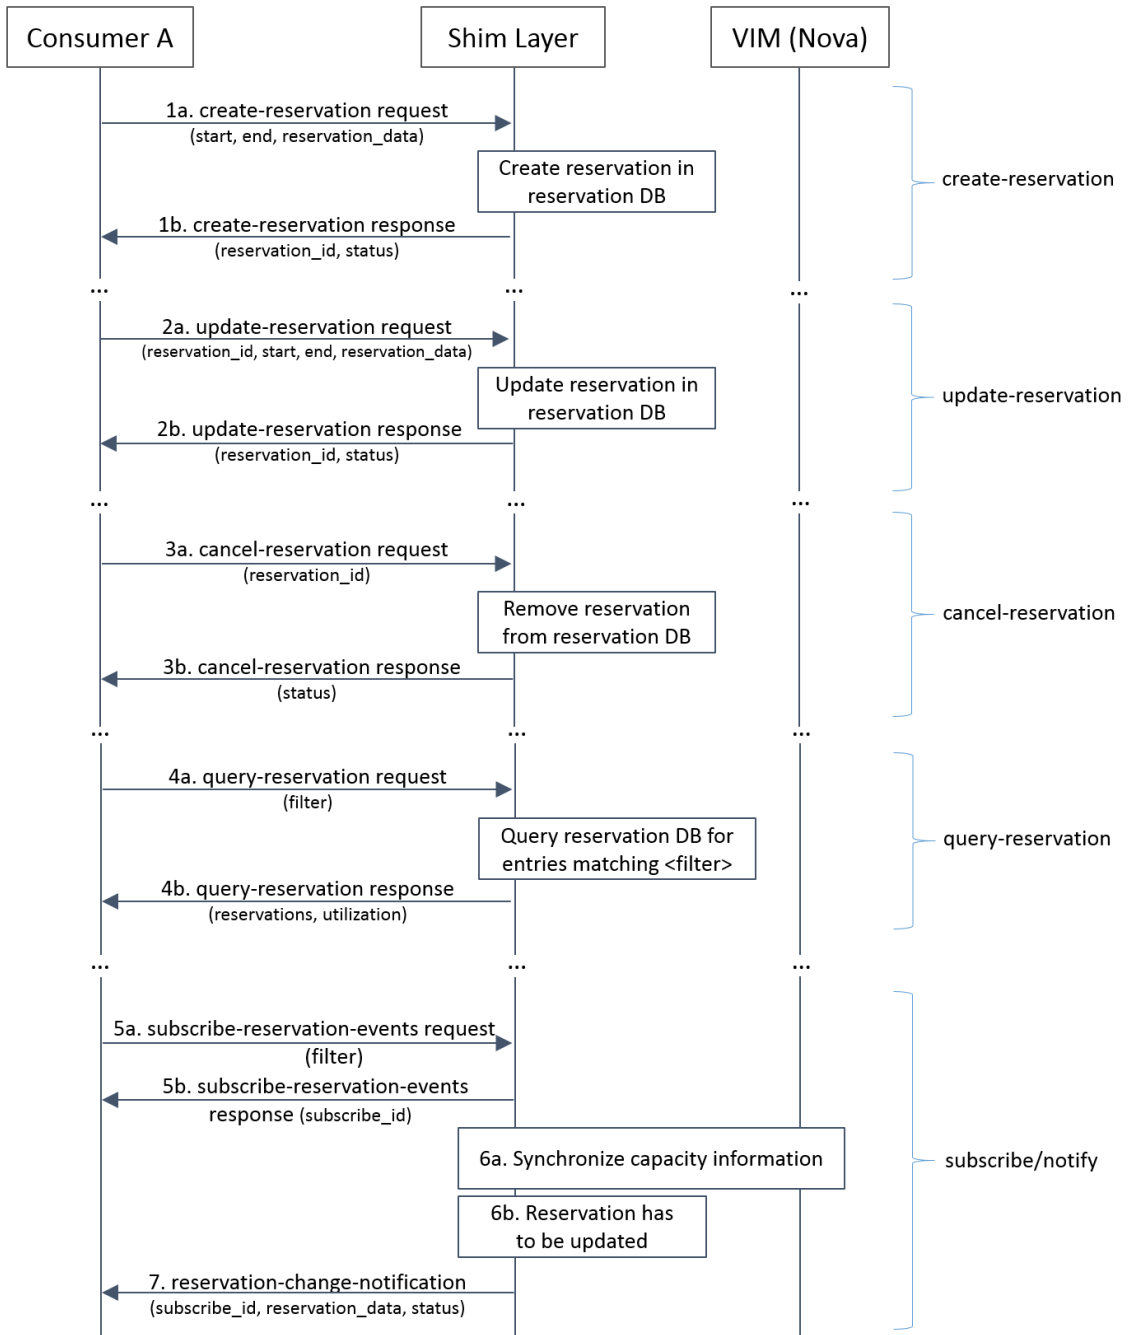 Consumer A
Shim Layer
VIM (Nova)
1a. create-reservation request
(start, end, reservation_data)
Create reservation in
reservation DB
create-reservation
1b. create-reservation response
(reservation_id, status)
...
...
...
2a. update-reservation request
(reservation_id, start, end, reservation_data)
Update reservation in
reservation DB
update-reservation
2b. update-reservation response
(reservation_id, status)
...
...
...
3a. cancel-reservation request
(reservation_id)
Remove reservation
from reservation DB
cancel-reservation
3b. cancel-reservation response
(status)
...
...
...
4a. query-reservation request
(filter)
Query reservation DB for
entries matching <filter>
query-reservation
4b. query-reservation response
(reservations, utilization)
...
...
...
5a. subscribe-reservation-events request
(filter)
5b. subscribe-reservation-events
response (subscribe_id)
6a. Synchronize capacity information
subscribe/notify
6b. Reservation has
to be updated
7. reservation-change-notification
(subscribe_id, reservation_data, status)